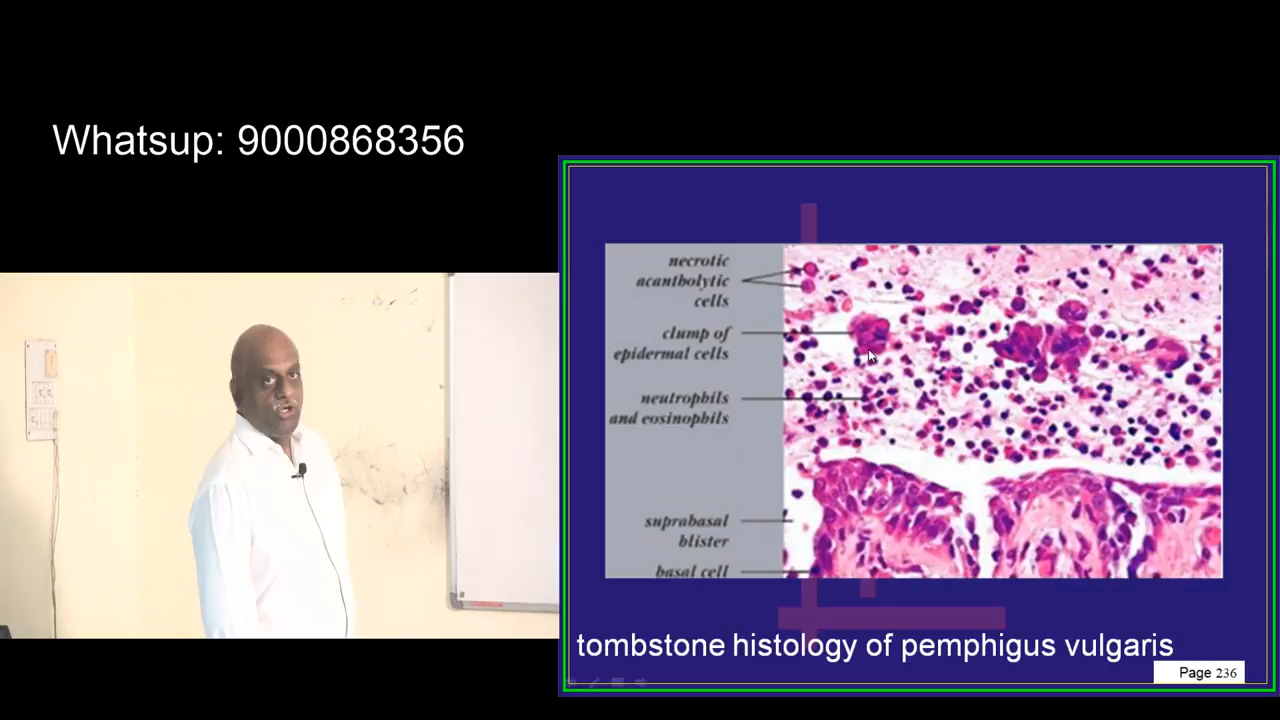 Whatsup: 9000868356
necrotic
acantholytic
cells
clump of
epidermal cells
neutrophils
and eosinophils
suprabasal
blister
basal cell
tombstone histology of pemphigus vulgaris
Page 236